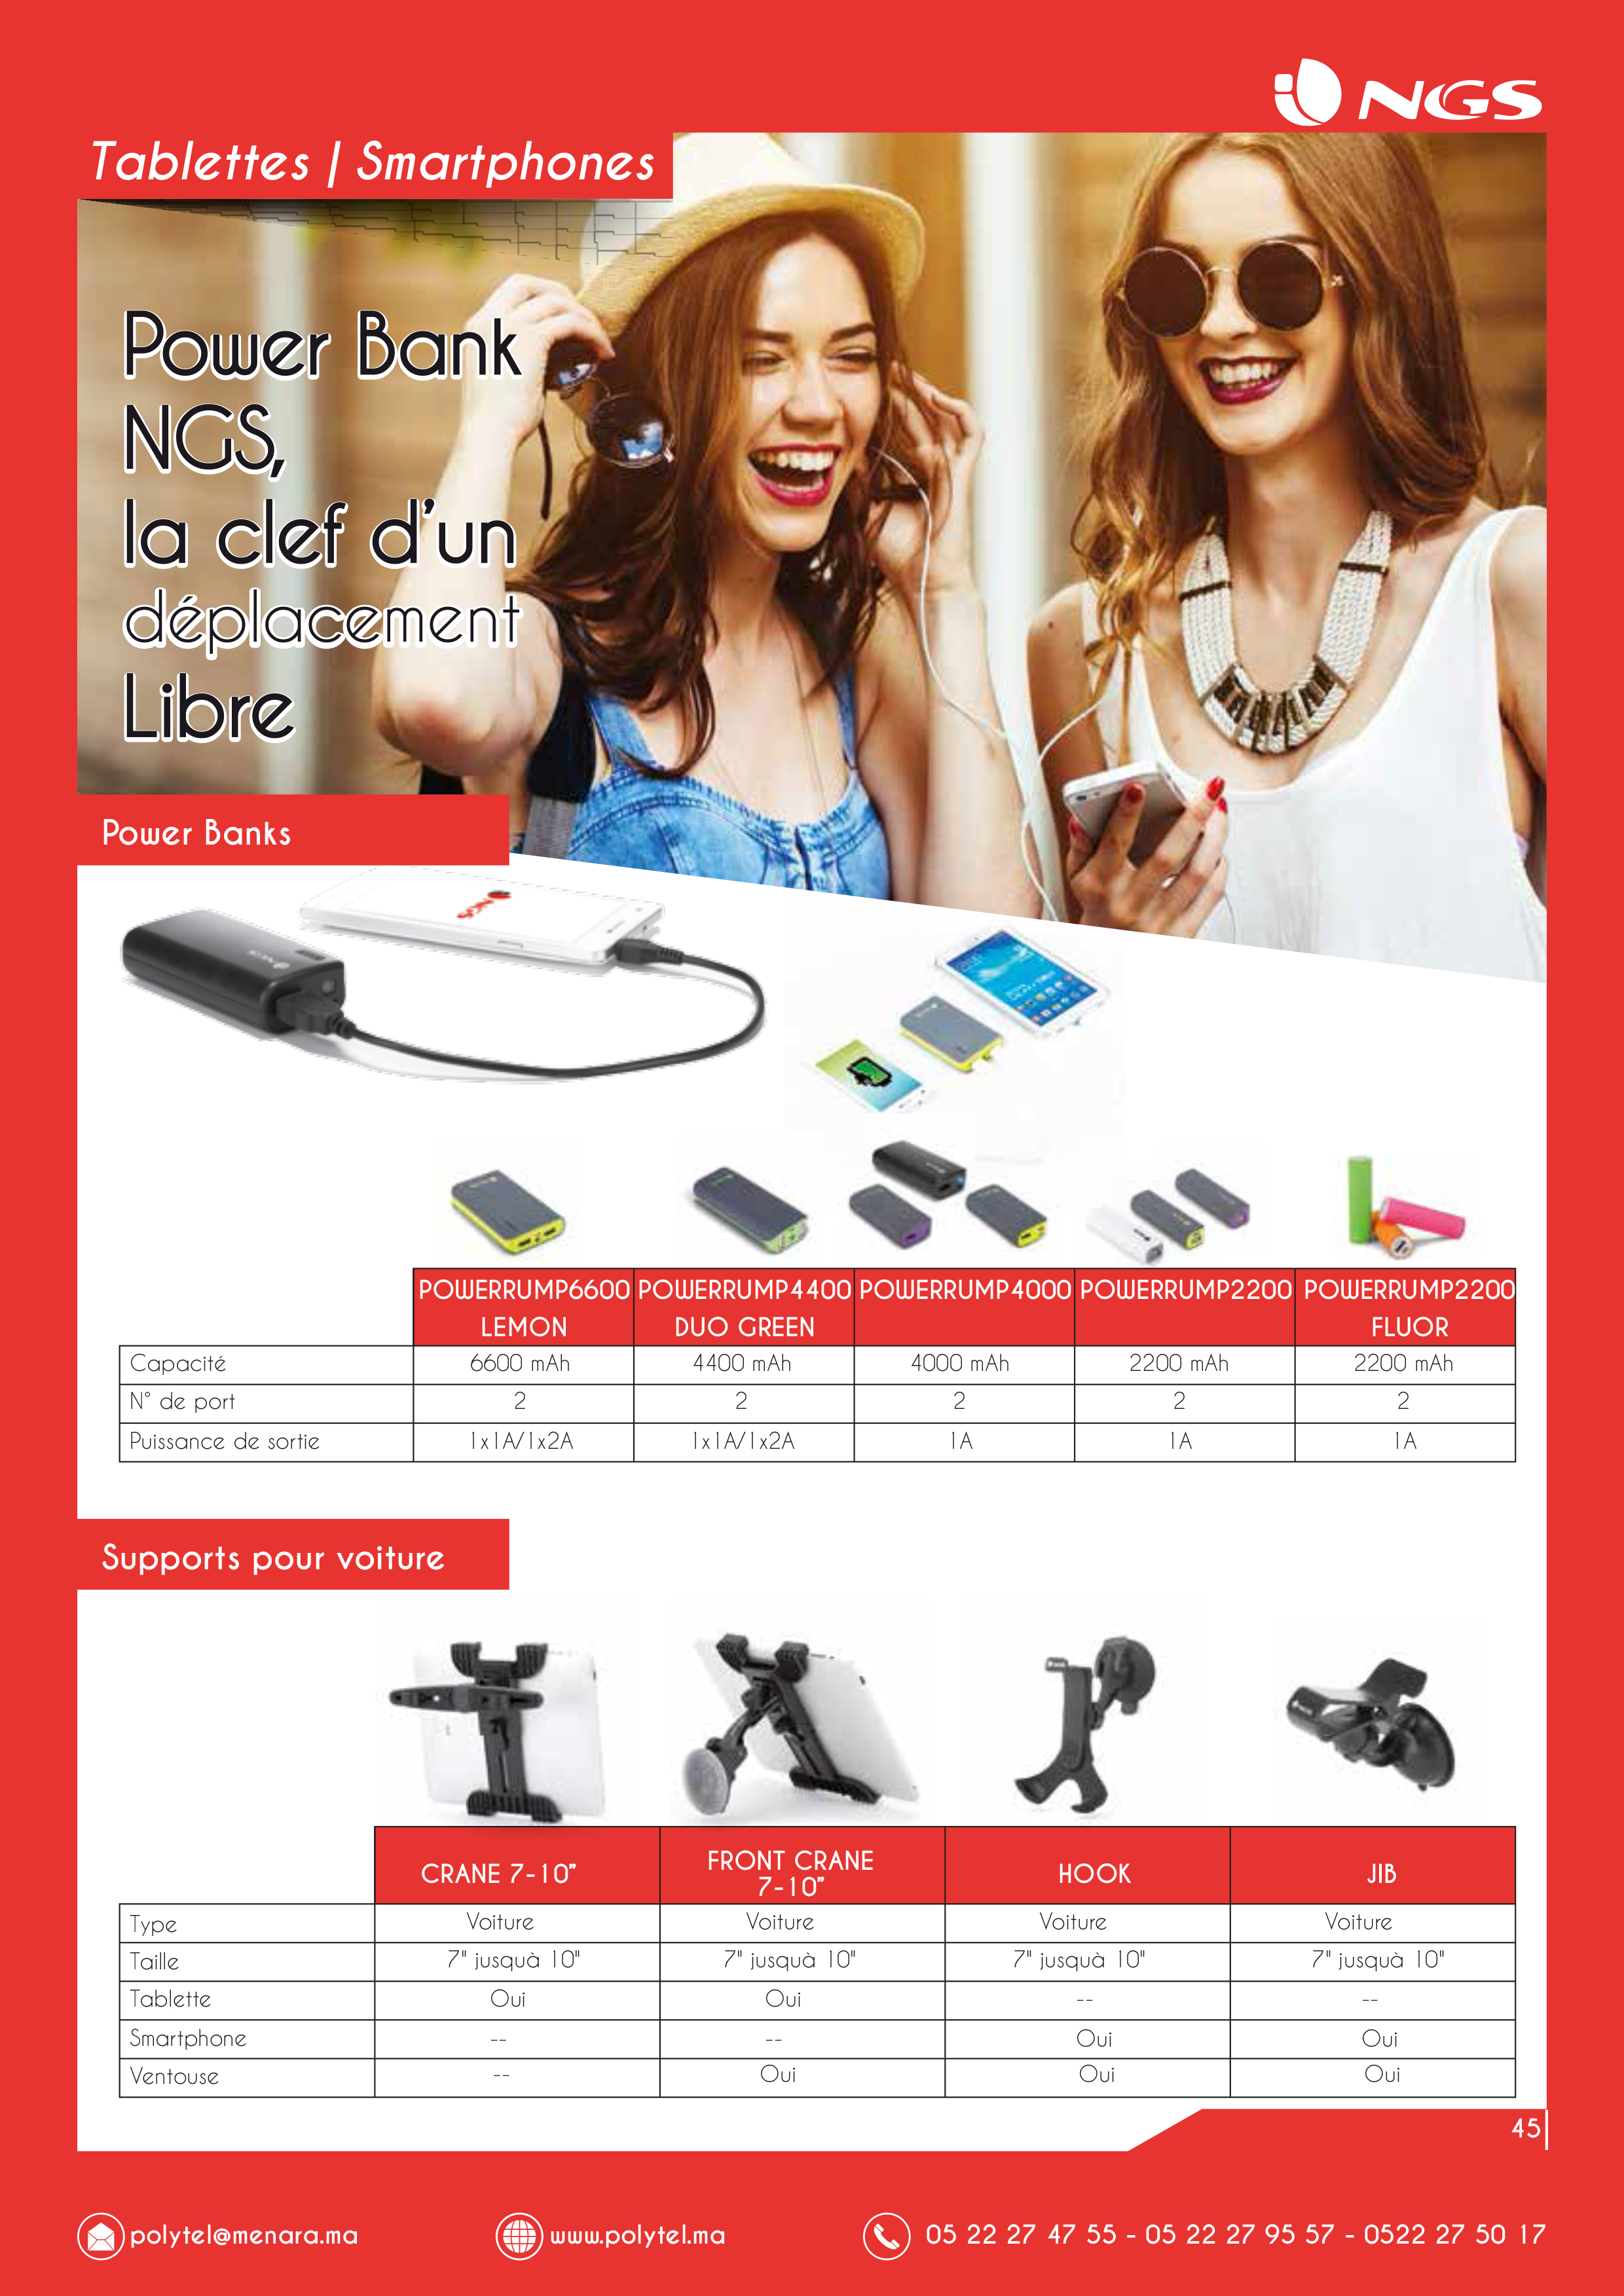 NGS
Tablettes | Smartphones
Power Bank
NGS,
la clef d'un
déplacement
Libre
Power Banks
NGS
NGS
POWERRUMP6600 POWERRUMP4400 POWERRUMP4000 POWERRUMP2200 POWERRUMP2200
LEMON DUO GREEN FLUOR
Capacité 6600 mAh 4400 mAh 4000 mAh 2200 mAh 2200 mAh
N° de port 2 2 2 2 2
Puissance de sortie 1x1A/1x2A 1x1A/1x2A 1A 1A 1A
Supports pour voiture
CRANE 7-10” FRONT CRANE 7-10” HOOK JIB
Type Voiture Voiture Voiture Voiture
Taille 7" jusquà 10" 7" jusquà 10" 7" jusquà 10" 7" jusquà 10"
Tablette Oui Oui -- --
Smartphone -- -- Oui Oui
Ventouse -- Oui Oui Oui
45
polytel@menara.ma www.polytel.ma 05 22 27 47 55 - 05 22 27 95 57 - 0522 27 50 17